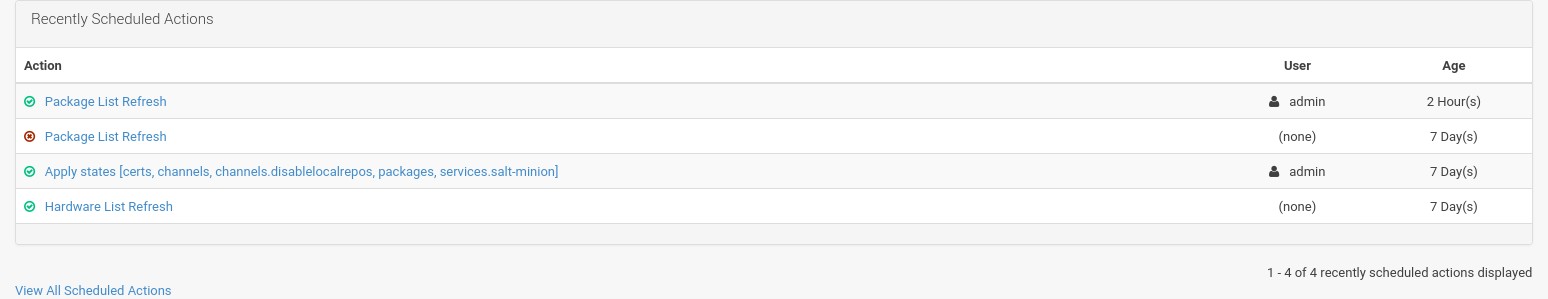 Recently Scheduled Actions
Action User Age
Package List Refresh admin 2 Hour(s)
Package List Refresh (none) 7 Day(s)
Apply states [certs, channels, channels.disablelocalrepos, packages, services.salt-minion] admin 7 Day(s)
Hardware List Refresh (none) 7 Day(s)
1 - 4 of 4 recently scheduled actions displayed
View All Scheduled Actions